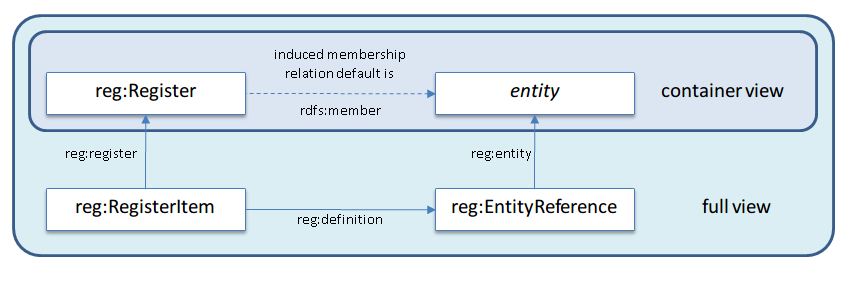 induced membership
relation default is
reg:Register
entity
container view
rdfs:member
reg:register
reg:entity
reg:RegisterItem
reg:EntityReference
full view
reg:definition